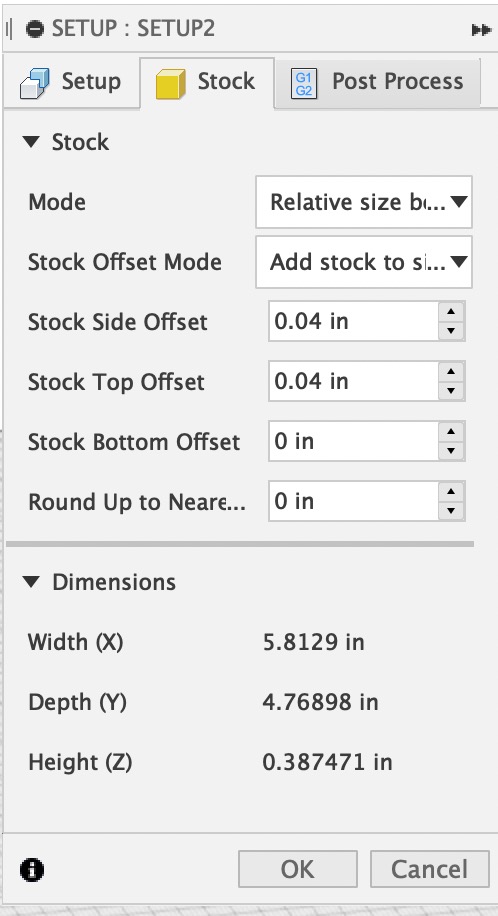 SETUP : SETUP2
Setup
Stock
G1
G2
Post Process
Stock
Mode
Relative size b...
Stock Offset Mode
Add stock to si...
Stock Side Offset
0.04 in
Stock Top Offset
0.04 in
Stock Bottom Offset
0 in
Round Up to Neare...
0 in
Dimensions
Width (X)
5.8129 in
Depth (Y)
4.76898 in
Height (Z)
0.387471 in
OK
Cancel